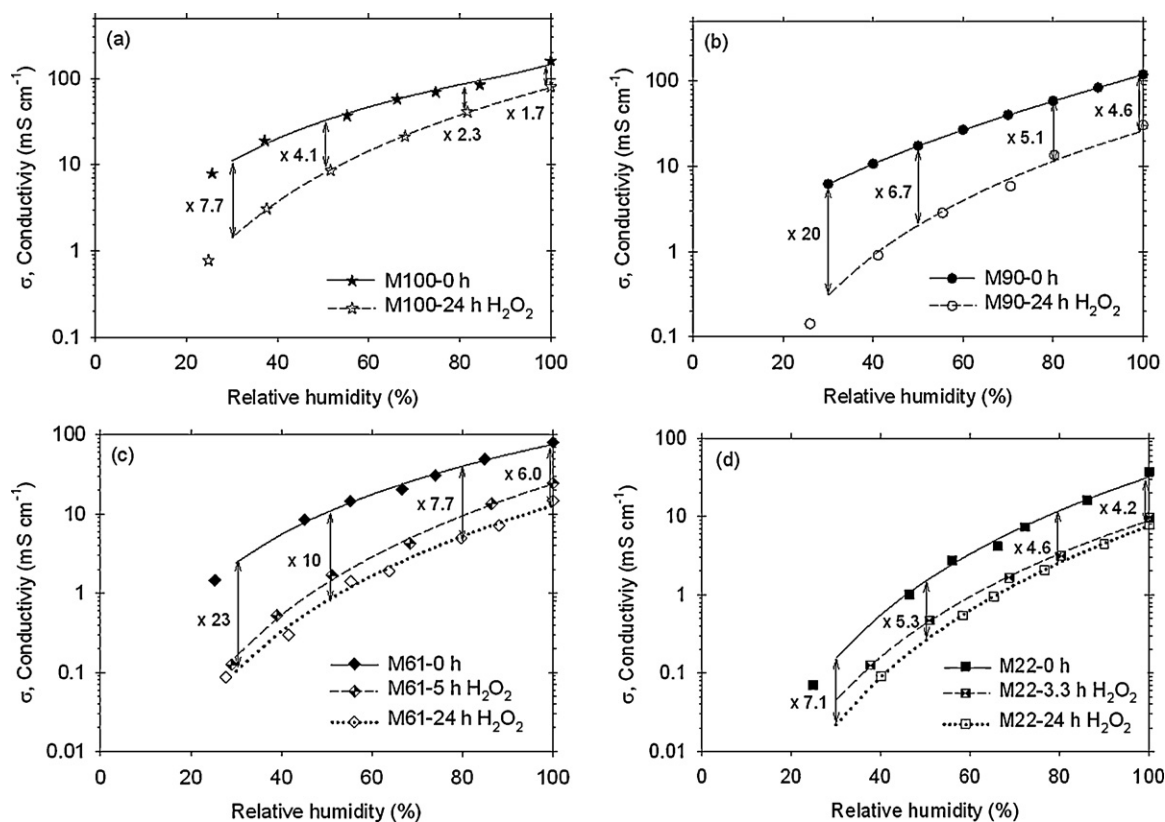 (a)
σ, Conductiviy (mS cm⁻¹)
100
10
1
0.1
x 7.7
x 4.1
x 2.3
x 1.7
M100-0 h
M100-24 h H₂O₂
0 20 40 60 80 100
Relative humidity (%)
(b)
σ, Conductiviy (mS cm⁻¹)
100
10
1
0.1
x 20
x 6.7
x 5.1
x 4.6
M90-0 h
M90-24 h H₂O₂
0 20 40 60 80 100
Relative humidity (%)
(c)
σ, Conductiviy (mS cm⁻¹)
100
10
1
0.1
0.01
x 23
x 10
x 7.7
x 6.0
M61-0 h
M61-5 h H₂O₂
M61-24 h H₂O₂
0 20 40 60 80 100
Relative humidity (%)
(d)
σ, Conductiviy (mS cm⁻¹)
100
10
1
0.1
0.01
x 7.1
x 5.3
x 4.6
x 4.2
M22-0 h
M22-3.3 h H₂O₂
M22-24 h H₂O₂
0 20 40 60 80 100
Relative humidity (%)